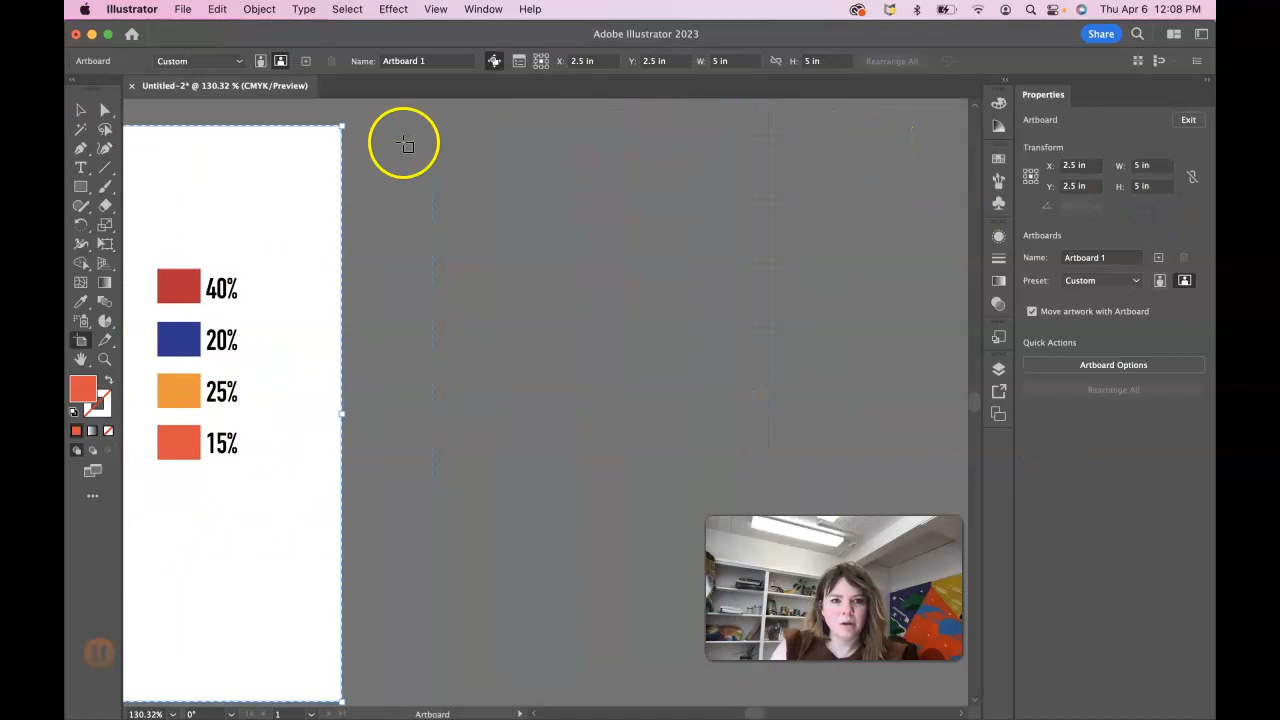 Illustrator File Edit Object Type Select Effect View Window Help Thu Apr 6 12:08 PM
Adobe Illustrator 2023 Share
Artboard Custom Name: Artboard 1 X: 2.5 in Y: 2.5 in W: 5 in H: 5 in Rearrange All
Untitled-2* @ 130.32 % (CMYK/Preview)
Properties
Artboard Exit
Transform
X: 2.5 in W: 5 in
Y: 2.5 in H: 5 in
Artboards
Name: Artboard 1
Preset: Custom
Move artwork with Artboard
Quick Actions
Artboard Options
Rearrange All
40%
20%
25%
15%
130.32% 0° 1 Artboard